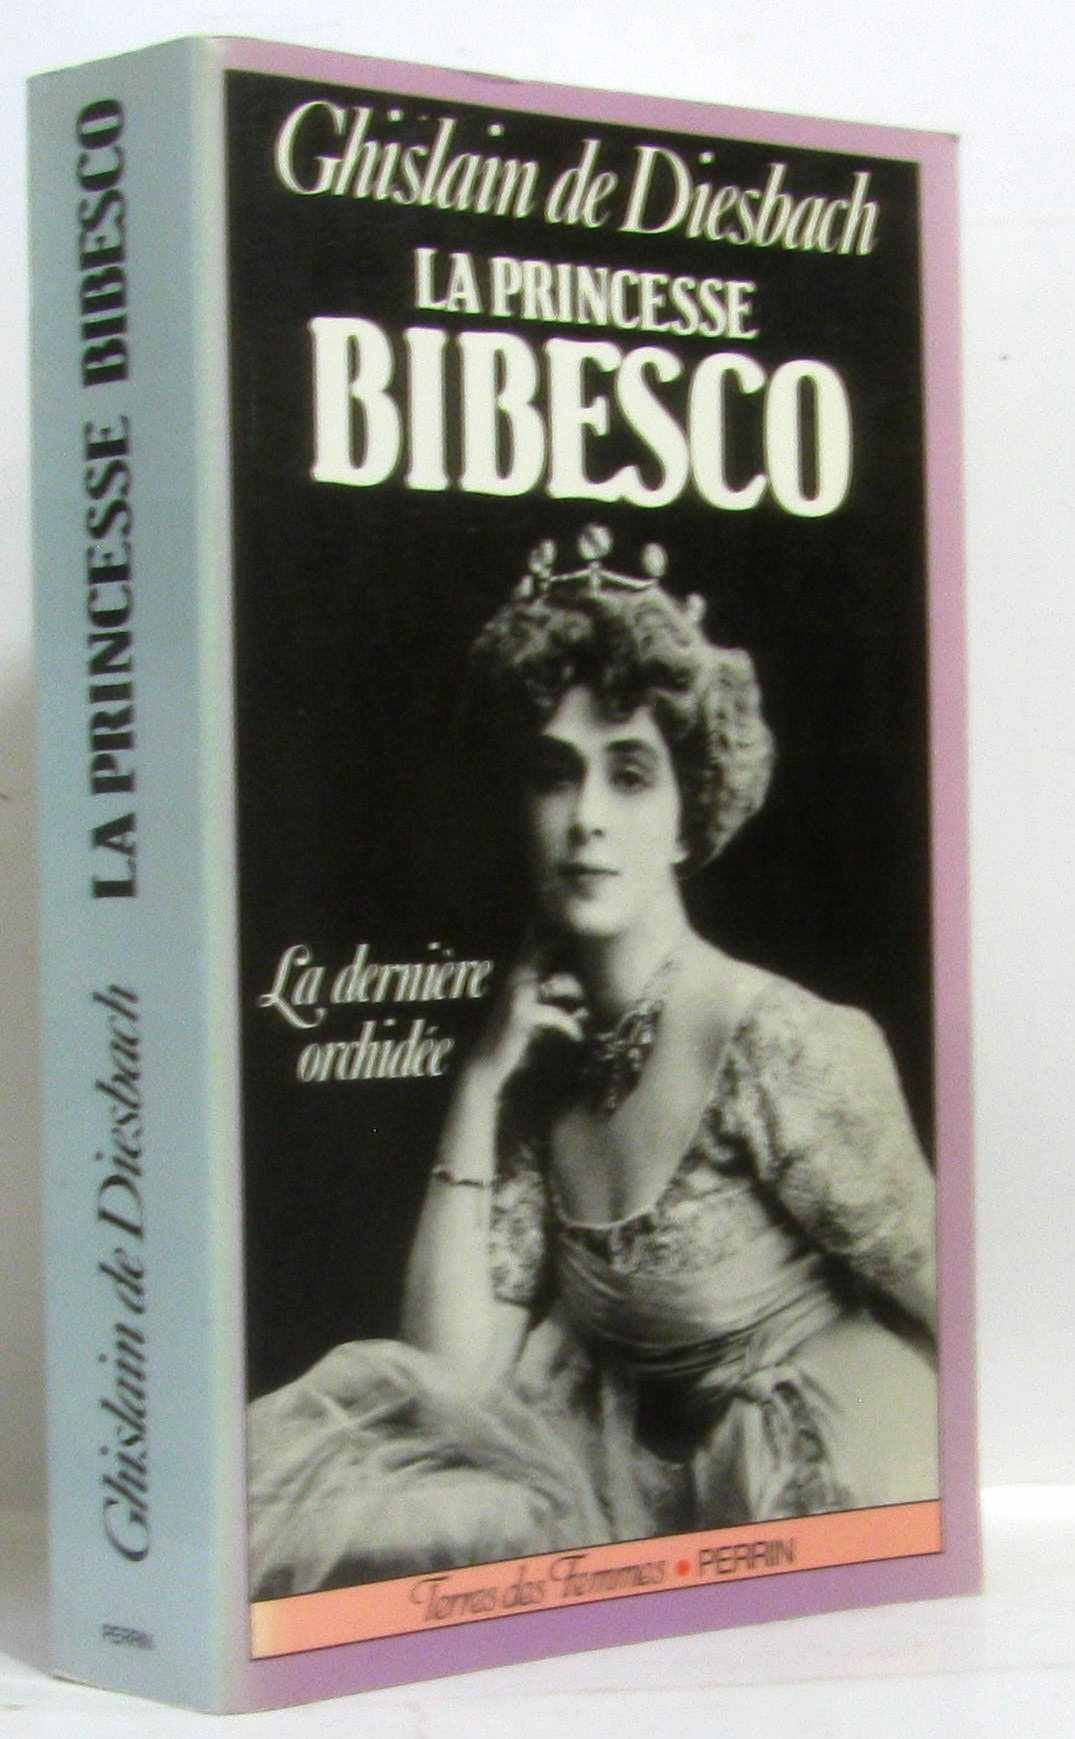 Ghislain de Diesbach
LA PRINCESSE
BIBESCO
La dernière
orchidée
Terres des Femmes • PERRIN
Ghislain de Diesbach LA PRINCESSE BIBESCO
PERRIN